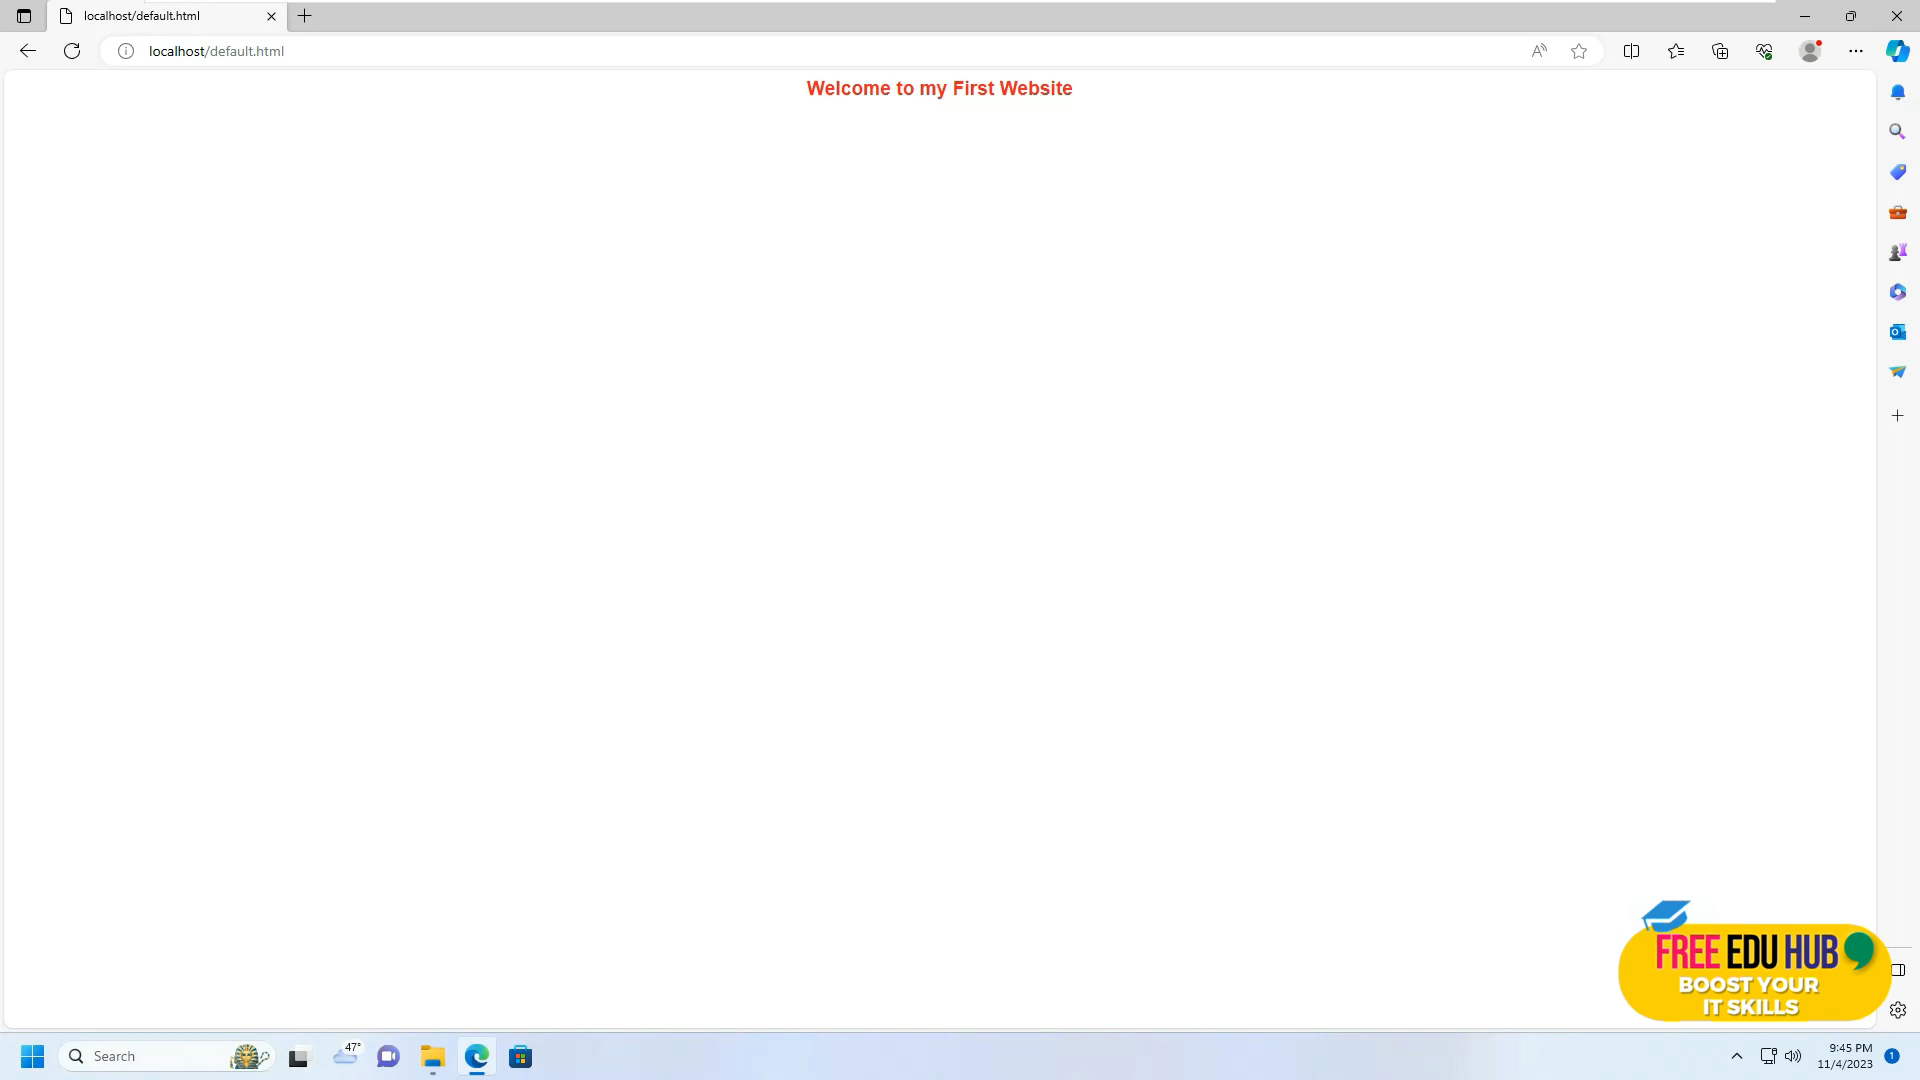 localhost/default.html
localhost/default.html
Welcome to my First Website
FREE EDU HUB
BOOST YOUR
IT SKILLS
Search
47°
9:45 PM
11/4/2023
1